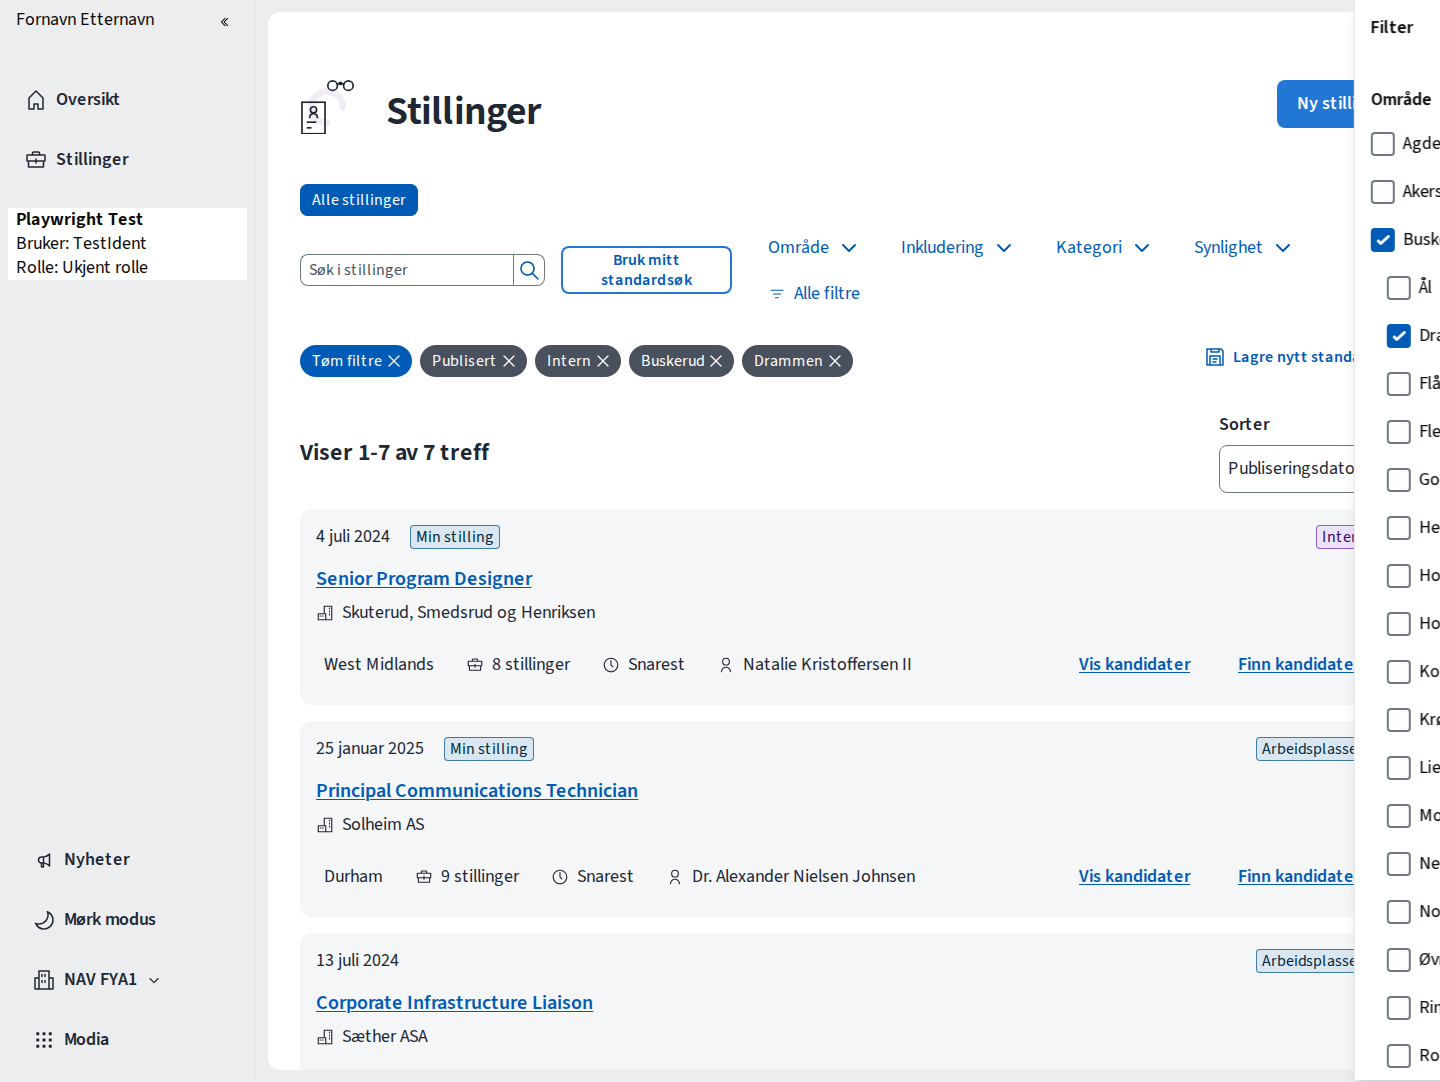 Fornavn Etternavn
Oversikt
Stillinger
Playwright Test
Bruker: TestIdent
Rolle: Ukjent rolle
Nyheter
Mørk modus
NAV FYA1
Modia
Stillinger
Ny stilli
Alle stillinger
Søk i stillinger
Bruk mitt
standardsøk
Område
Inkludering
Kategori
Synlighet
Alle filtre
Tøm filtre
Publisert
Intern
Buskerud
Drammen
Lagre nytt standa
Viser 1-7 av 7 treff
Sorter
Publiseringsdato
4 juli 2024
Min stilling
Inter
Senior Program Designer
Skuterud, Smedsrud og Henriksen
West Midlands
8 stillinger
Snarest
Natalie Kristoffersen II
Vis kandidater
Finn kandidate
25 januar 2025
Min stilling
Arbeidsplasse
Principal Communications Technician
Solheim AS
Durham
9 stillinger
Snarest
Dr. Alexander Nielsen Johnsen
Vis kandidater
Finn kandidate
13 juli 2024
Arbeidsplasse
Corporate Infrastructure Liaison
Sæther ASA
Filter
Område
Agde
Akers
Busk
Ål
Dra
Flå
Fle
Go
He
Ho
Ho
Ko
Krø
Lie
Mo
Ne
No
Øv
Rin
Ro